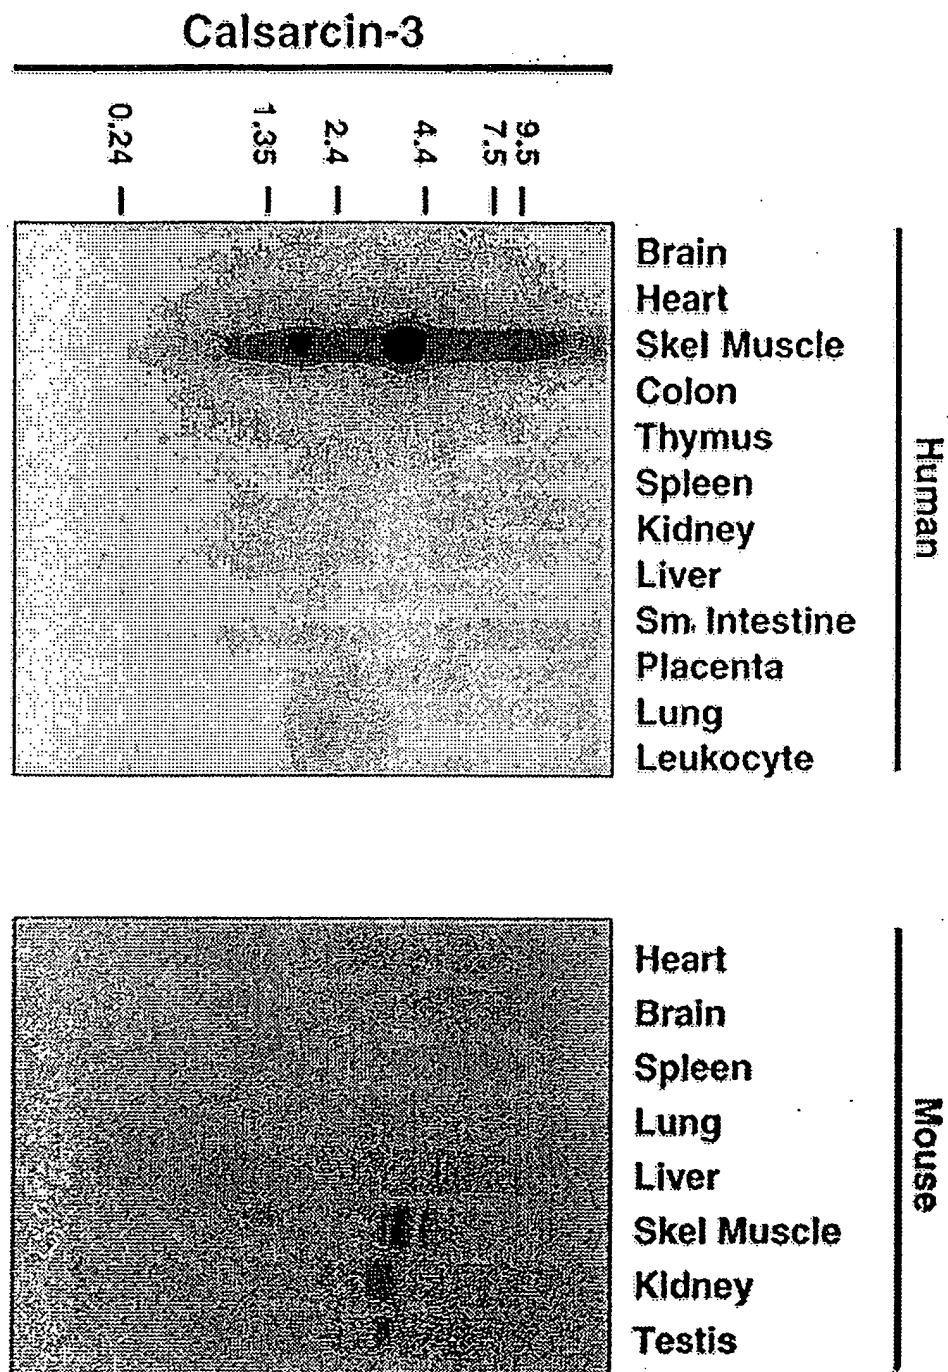 Calsarcin-3
0.24
1.35
2.4
4.4
7.5
9.5
Brain
Heart
Skel Muscle
Colon
Thymus
Spleen
Kidney
Liver
Sm. Intestine
Placenta
Lung
Leukocyte
Human
Heart
Brain
Spleen
Lung
Liver
Skel Muscle
Kidney
Testis
Mouse